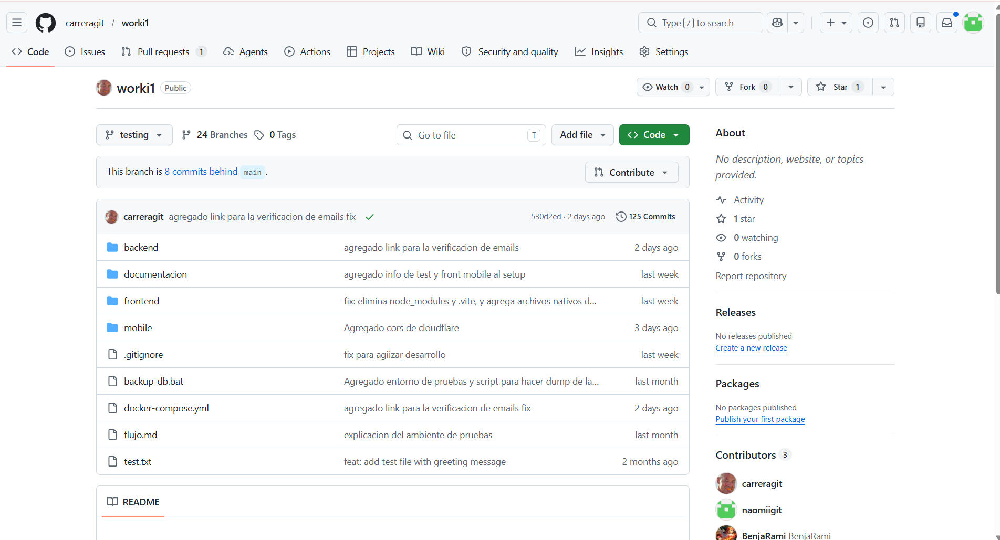 carreragit / worki1
Type / to search
Code
Issues
Pull requests 1
Agents
Actions
Projects
Wiki
Security and quality
Insights
Settings
worki1 Public
Watch 0
Fork 0
Star 1
testing
24 Branches
0 Tags
Go to file T
Add file
Code
This branch is 8 commits behind main .
Contribute
carreragit agregado link para la verificacion de emails fix 530d2ed · 2 days ago 125 Commits
backend agregado link para la verificacion de emails 2 days ago
documentacion agregado info de test y front mobile al setup last week
frontend fix: elimina node_modules y .vite, y agrega archivos nativos d... last week
mobile Agregado cors de cloudflare 3 days ago
.gitignore fix para agiizar desarrollo last week
backup-db.bat Agregado entorno de pruebas y script para hacer dump de la... last month
docker-compose.yml agregado link para la verificacion de emails fix 2 days ago
flujo.md explicacion del ambiente de pruebas last month
test.txt feat: add test file with greeting message 2 months ago
README
About
No description, website, or topics
provided.
Activity
1 star
0 watching
0 forks
Report repository
Releases
No releases published
Create a new release
Packages
No packages published
Publish your first package
Contributors 3
carreragit
naomiigit
BenjaRami BenjaRami